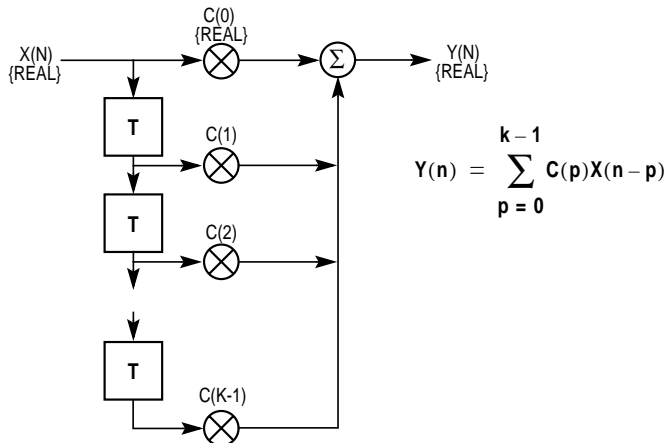 C(0)
{REAL}
X(N)
{REAL}
Σ
Y(N)
{REAL}
T
C(1)
T
C(2)
T
C(K-1)
k – 1
Y(n) = ∑ C(p)X(n – p)
p = 0